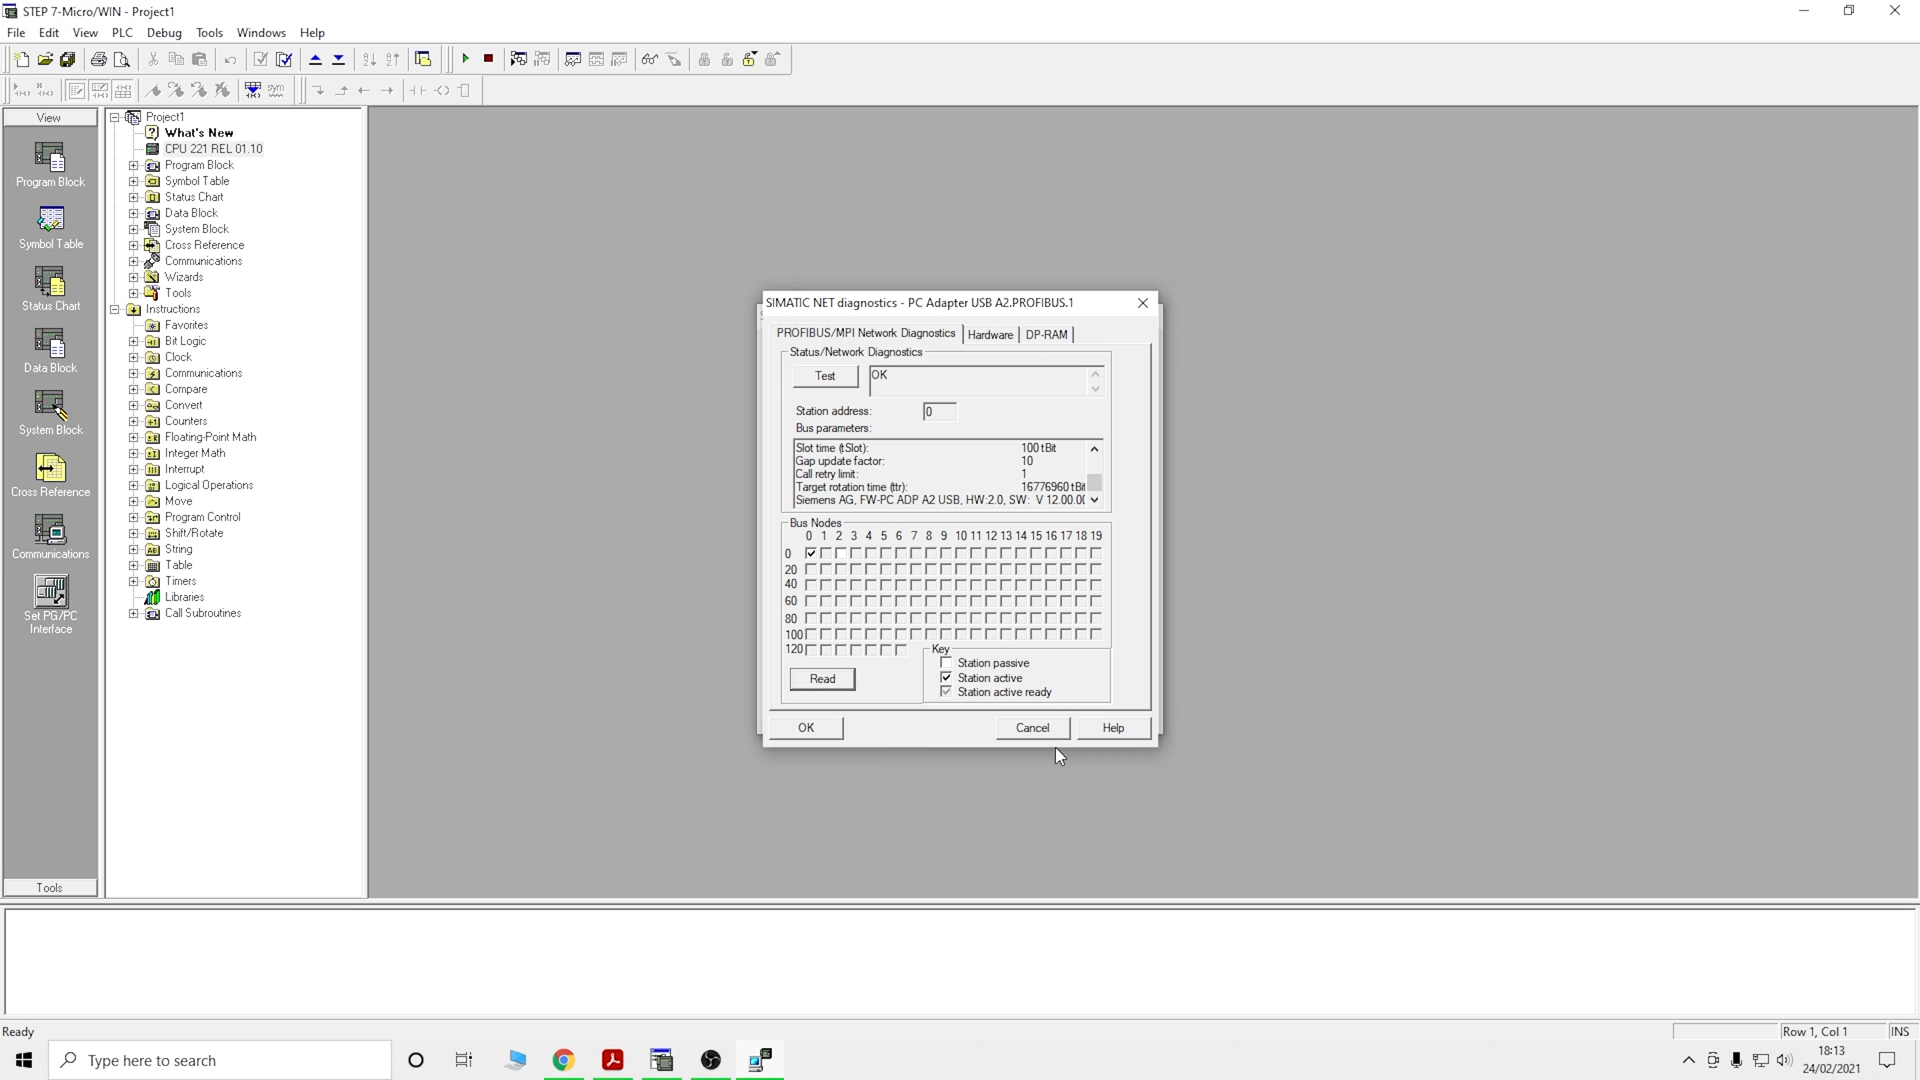 STEP 7-Micro/WIN - Project1
File Edit View PLC Debug Tools Windows Help
View
Program Block
Symbol Table
Status Chart
Data Block
System Block
Cross Reference
Communications
Set PG/PC
Interface
Tools
Project1
What's New
CPU 221 REL 01.10
Program Block
Symbol Table
Status Chart
Data Block
System Block
Cross Reference
Communications
Wizards
Tools
Instructions
Favorites
Bit Logic
Clock
Communications
Compare
Convert
Counters
Floating-Point Math
Integer Math
Interrupt
Logical Operations
Move
Program Control
Shift/Rotate
String
Table
Timers
Libraries
Call Subroutines
SIMATIC NET diagnostics - PC Adapter USB A2.PROFIBUS.1
PROFIBUS/MPI Network Diagnostics Hardware DP-RAM
Status/Network Diagnostics
Test OK
Station address: 0
Bus parameters:
Slot time (tSlot): 100 tBit
Gap update factor: 10
Call retry limit: 1
Target rotation time (ttr): 16776960 tBit
Siemens AG, FW-PC ADP A2 USB, HW:2.0, SW: V 12.00.00
Bus Nodes
0 1 2 3 4 5 6 7 8 9 10 11 12 13 14 15 16 17 18 19
0
20
40
60
80
100
120
Key
Station passive
Read Station active
Station active ready
OK Cancel Help
Ready Row 1, Col 1 INS
Type here to search
18:13
24/02/2021